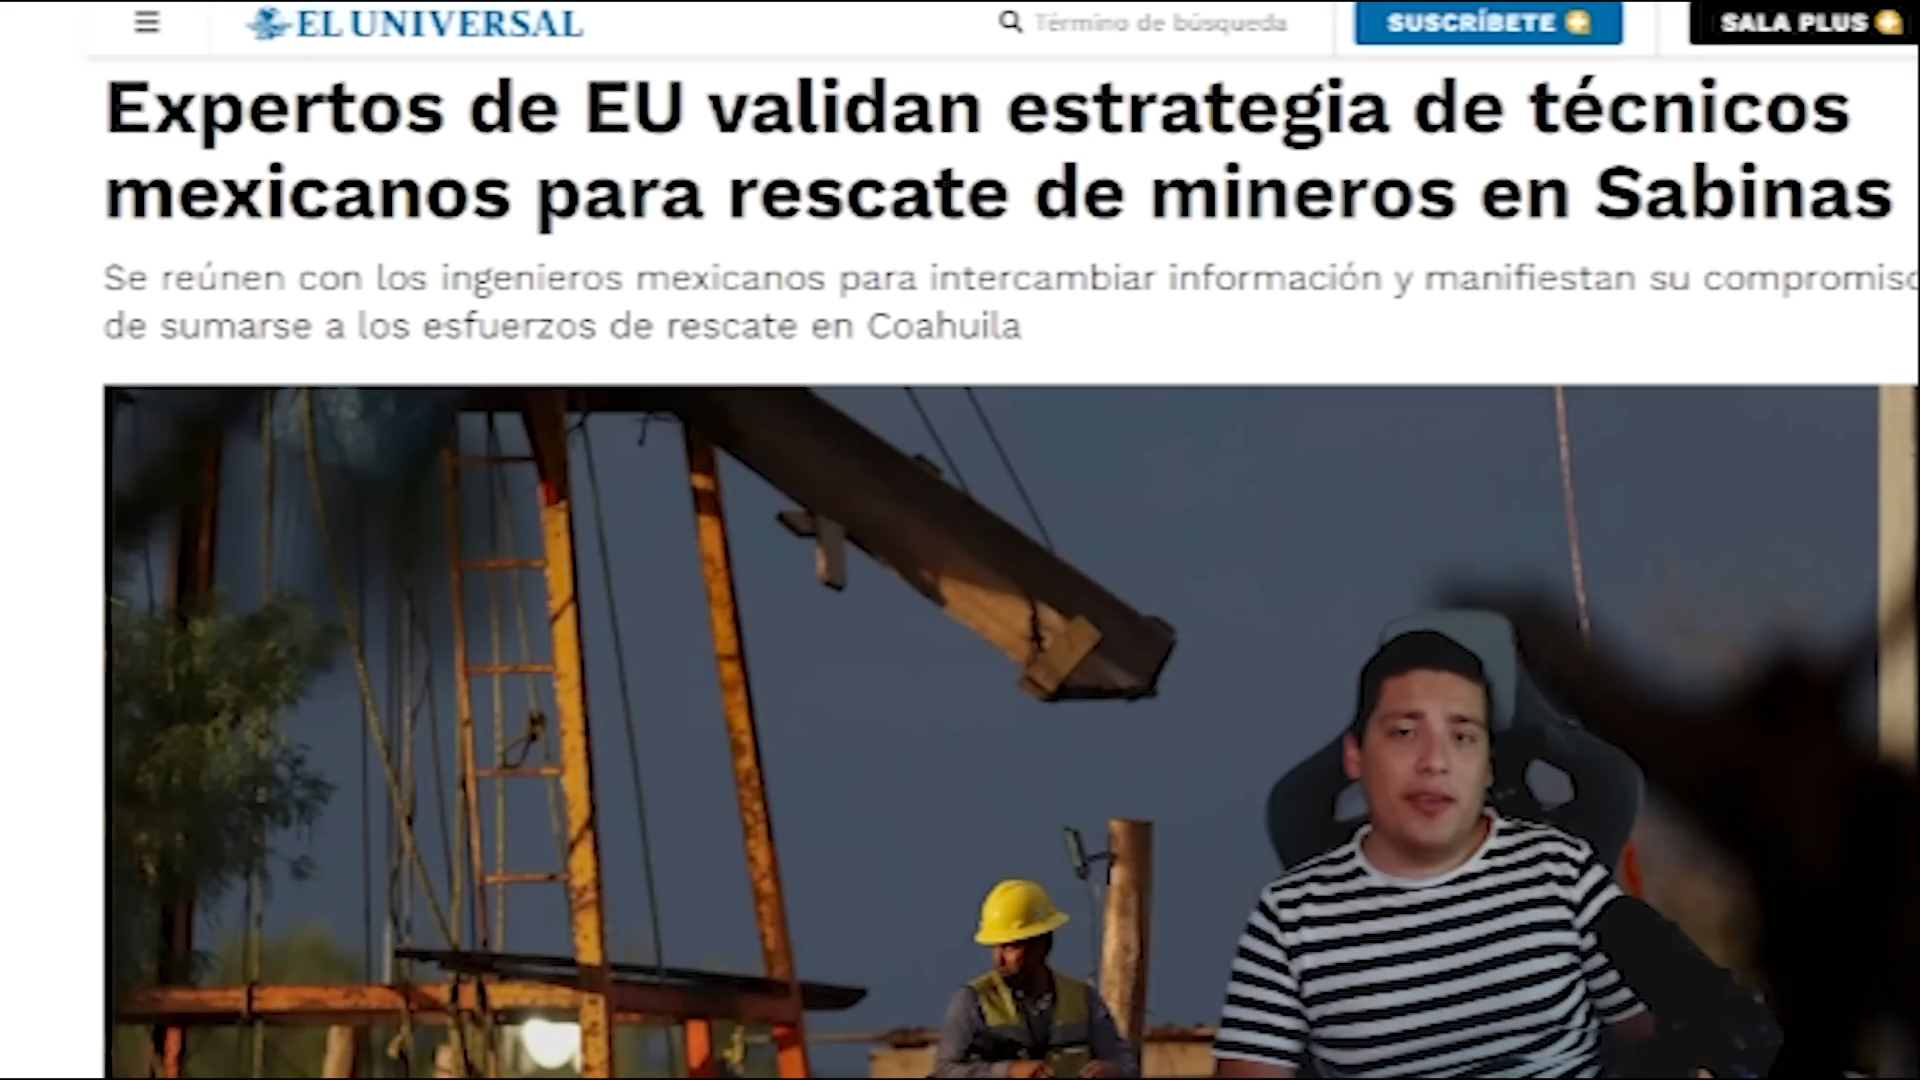 EL UNIVERSAL
Término de búsqueda
SUSCRÍBETE
SALA PLUS
Expertos de EU validan estrategia de técnicos
mexicanos para rescate de mineros en Sabinas
Se reúnen con los ingenieros mexicanos para intercambiar información y manifiestan su compromiso
de sumarse a los esfuerzos de rescate en Coahuila